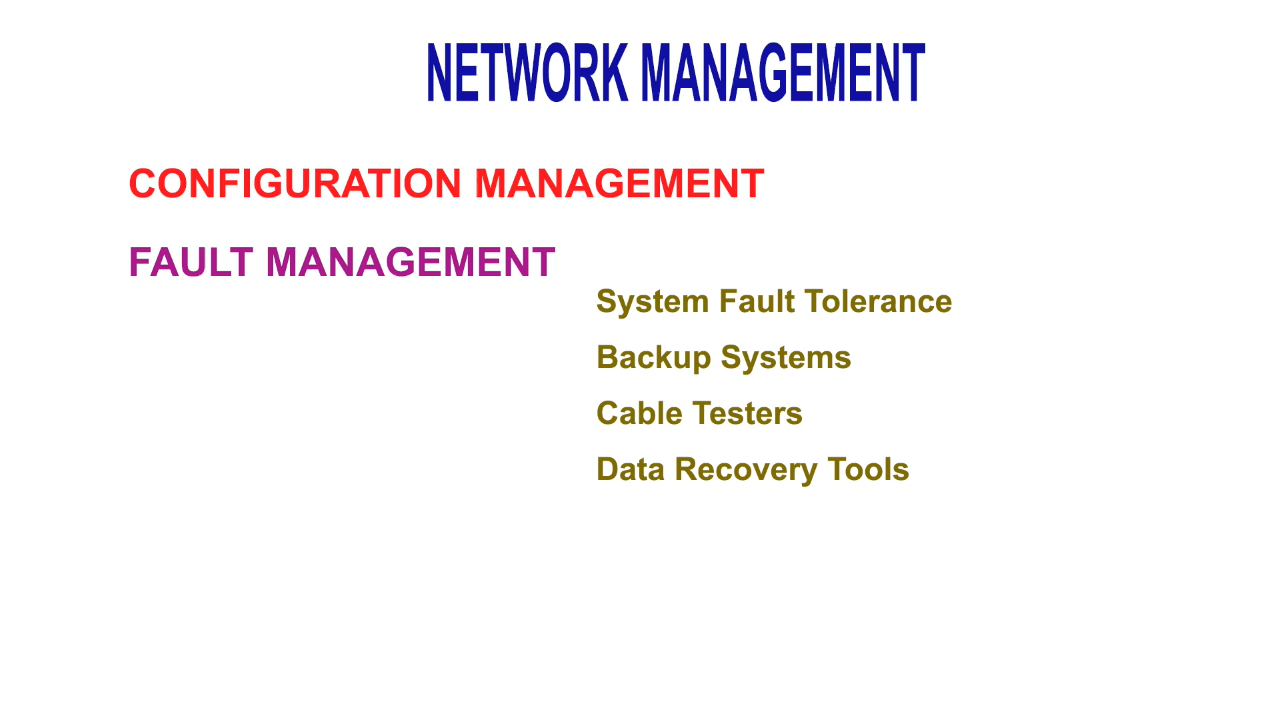 NETWORK MANAGEMENT
CONFIGURATION MANAGEMENT
FAULT MANAGEMENT
System Fault Tolerance
Backup Systems
Cable Testers
Data Recovery Tools